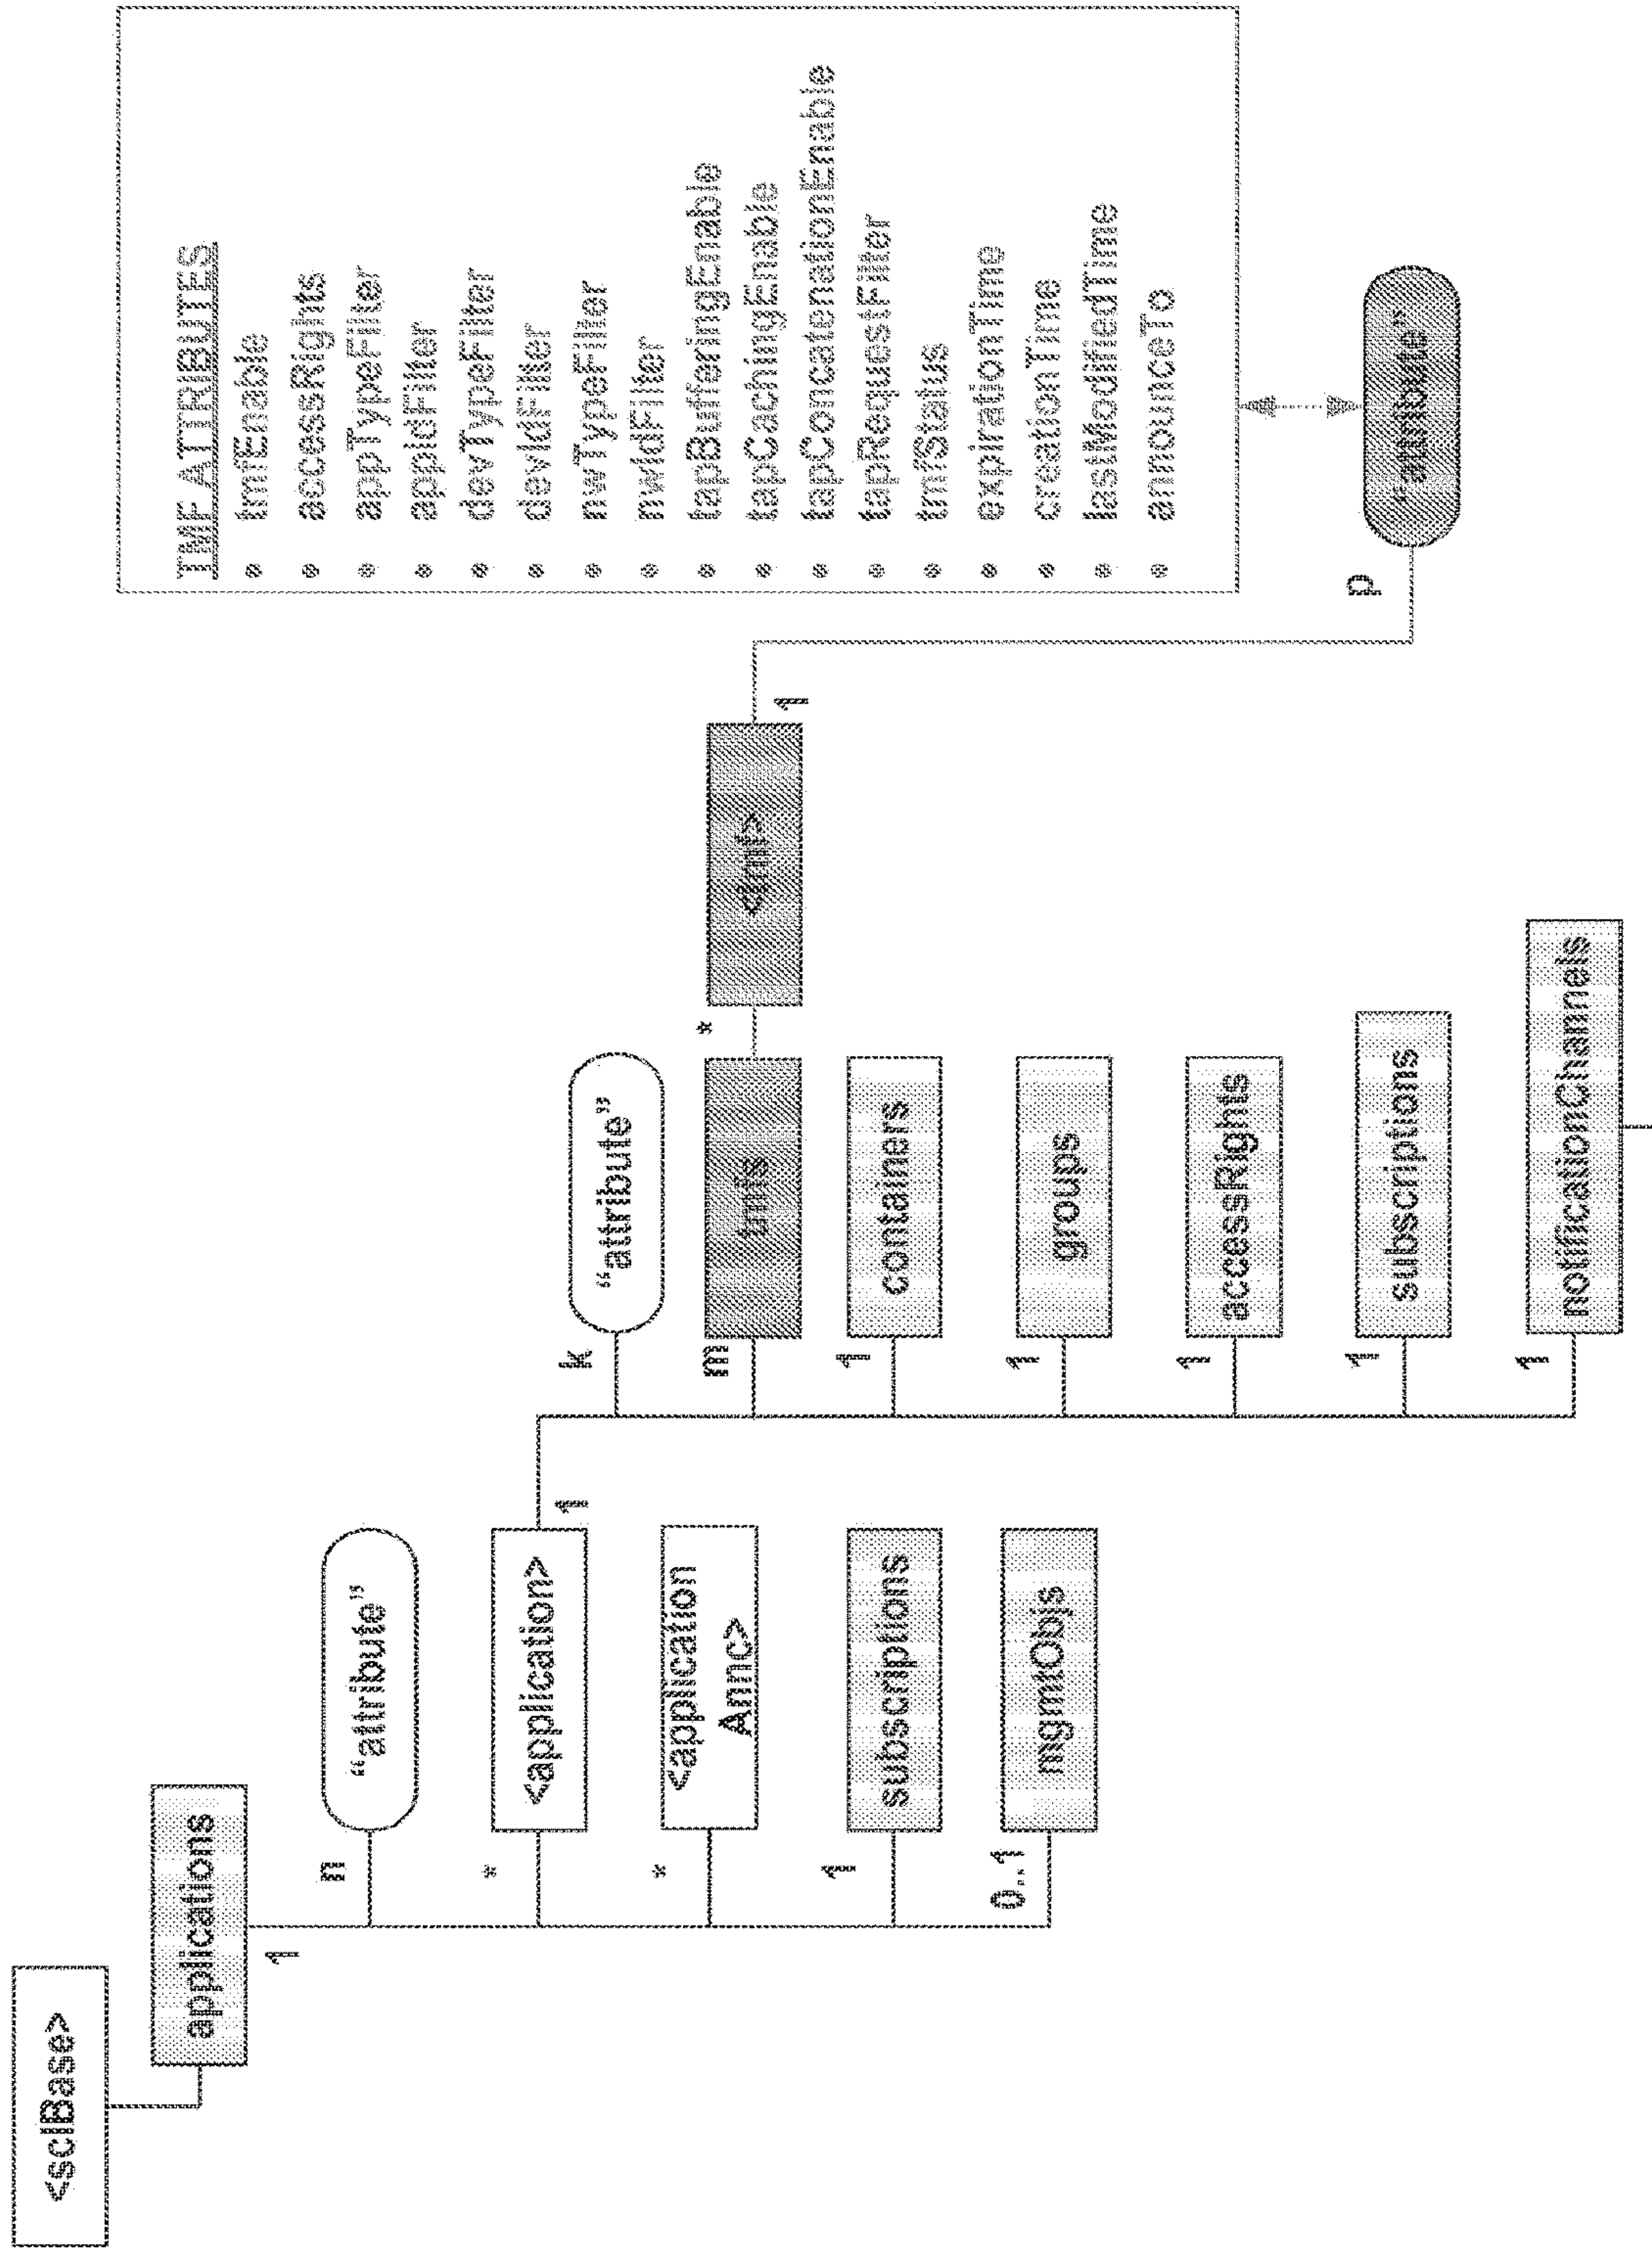 <sclBase>
applications
1
n
"attribute"
*
<application>
1
*
<application
Annc>
1
subscriptions
0..1
mgmtObjs
k
"attribute"
m
tmfs
*
<tmf>
1
1
containers
1
groups
1
accessRights
1
subscriptions
1
notificationChannels
p
"attribute"
TMF ATTRIBUTES
• tmfEnable
• accessRights
• appTypeFilter
• appIdFilter
• devTypeFilter
• devIdFilter
• nwTypeFilter
• nwIdFilter
• tapBufferingEnable
• tapCachingEnable
• tapConcatenationEnable
• tapRequestFilter
• tmfStatus
• expirationTime
• creationTime
• lastModifiedTime
• announceTo